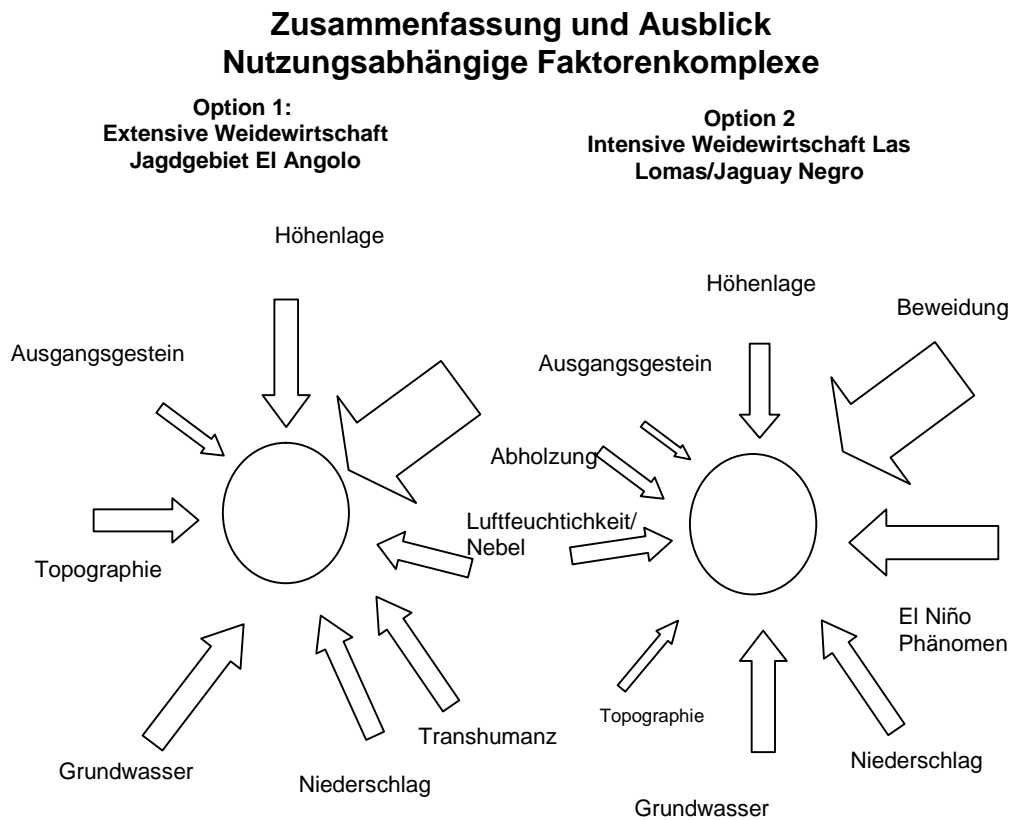 Zusammenfassung und Ausblick
Nutzungsabhängige Faktorenkomplexe
Option 1:
Extensive Weidewirtschaft
Jagdgebiet El Angolo
Höhenlage
Ausgangsgestein
Topographie
Grundwasser
Niederschlag
Transhumanz
Luftfeuchtichkeit/
Nebel
Option 2
Intensive Weidewirtschaft Las
Lomas/Jaguay Negro
Höhenlage
Beweidung
Ausgangsgestein
Abholzung
El Niño
Phänomen
Topographie
Niederschlag
Grundwasser